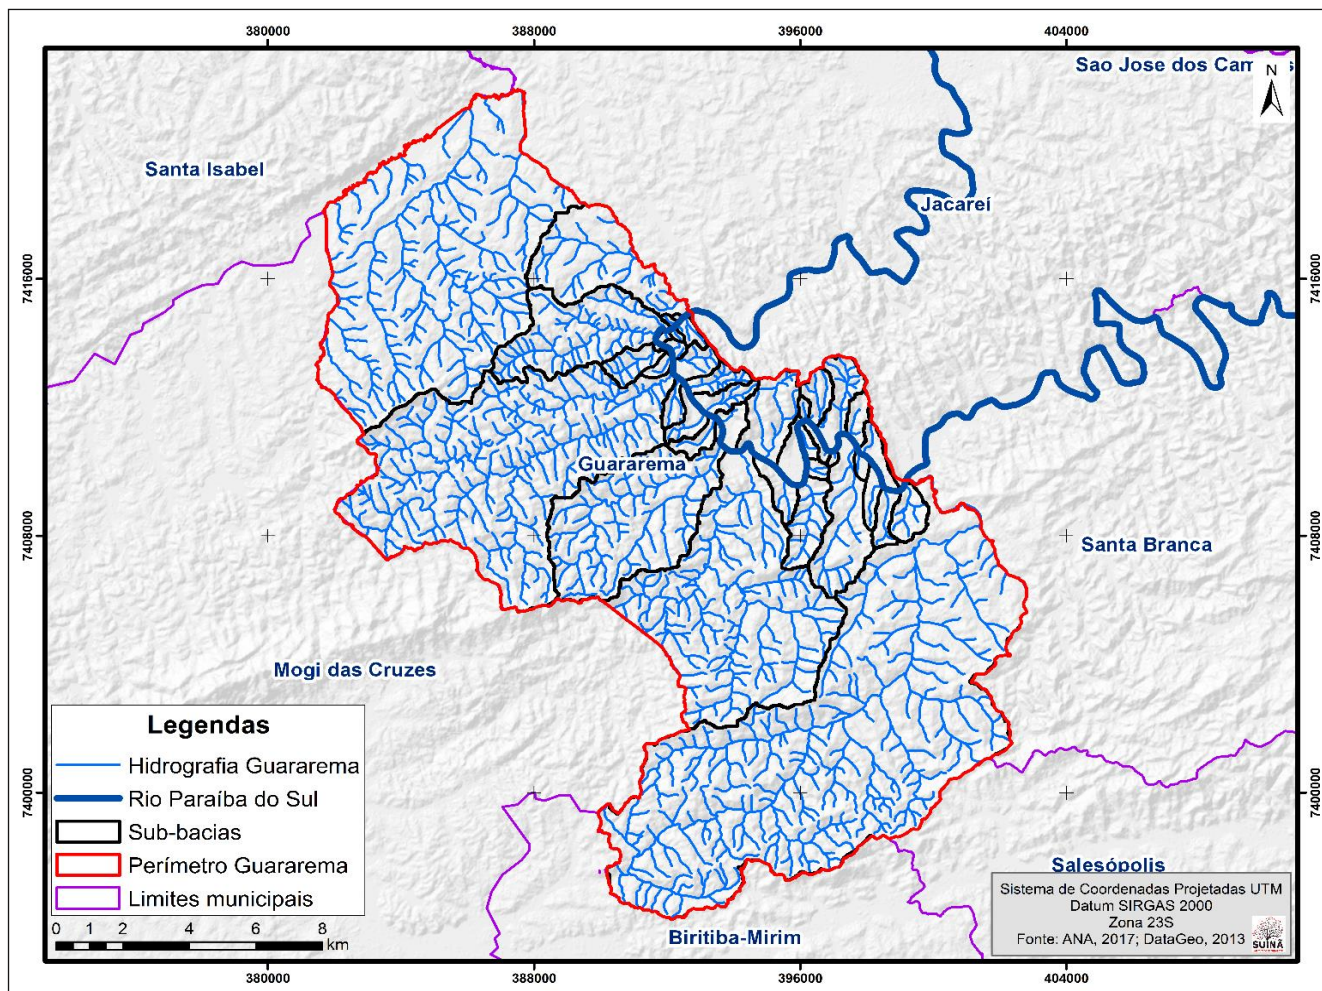 380000
388000
396000
404000
Sao Jose dos Cam s
N
Santa Isabel
Jacareí
7416000
7416000
Guararema
7408000
7408000
Santa Branca
Mogi das Cruzes
Legendas
Hidrografia Guararema
Rio Paraíba do Sul
Sub-bacias
Perímetro Guararema
Limites municipais
7400000
7400000
0 1 2 4 6 8
km
Salesópolis
Sistema de Coordenadas Projetadas UTM
Datum SIRGAS 2000
Zona 23S
Fonte: ANA, 2017; DataGeo, 2013
SUINÃ
Biritiba-Mirim
380000
388000
396000
404000